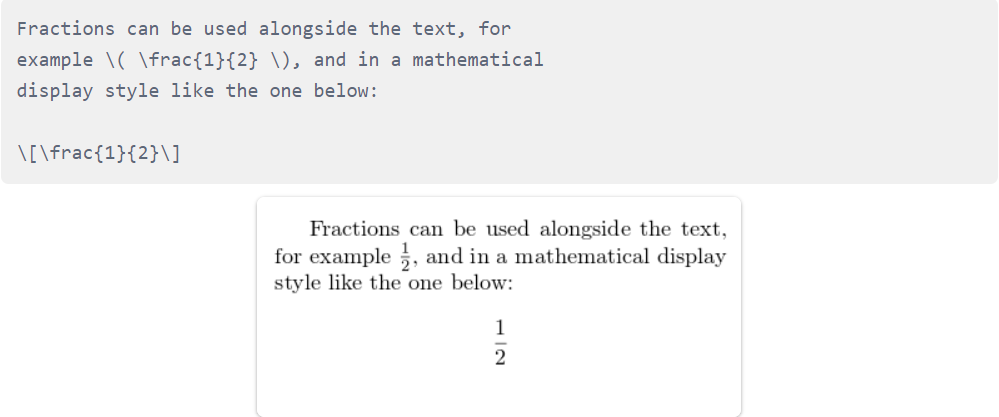 Fractions can be used alongside the text, for
example \( \frac{1}{2} \), and in a mathematical
display style like the one below:

\[\frac{1}{2}\]

Fractions can be used alongside the text,
for example 1/2, and in a mathematical display
style like the one below:

1
2